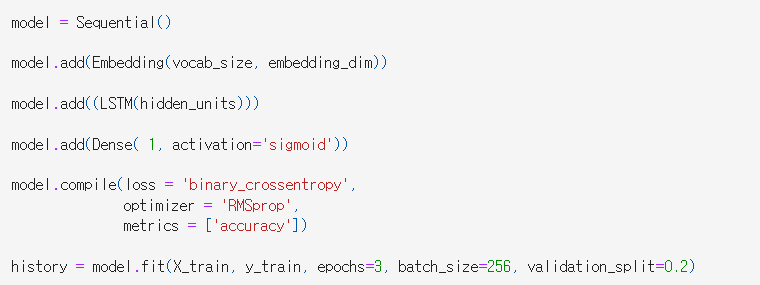 model = Sequential()
model.add(Embedding(vocab_size, embedding_dim))
model.add((LSTM(hidden_units)))
model.add(Dense( 1, activation='sigmoid'))
model.compile(loss = 'binary_crossentropy',
              optimizer = 'RMSprop',
              metrics = ['accuracy'])
history = model.fit(X_train, y_train, epochs=3, batch_size=256, validation_split=0.2)